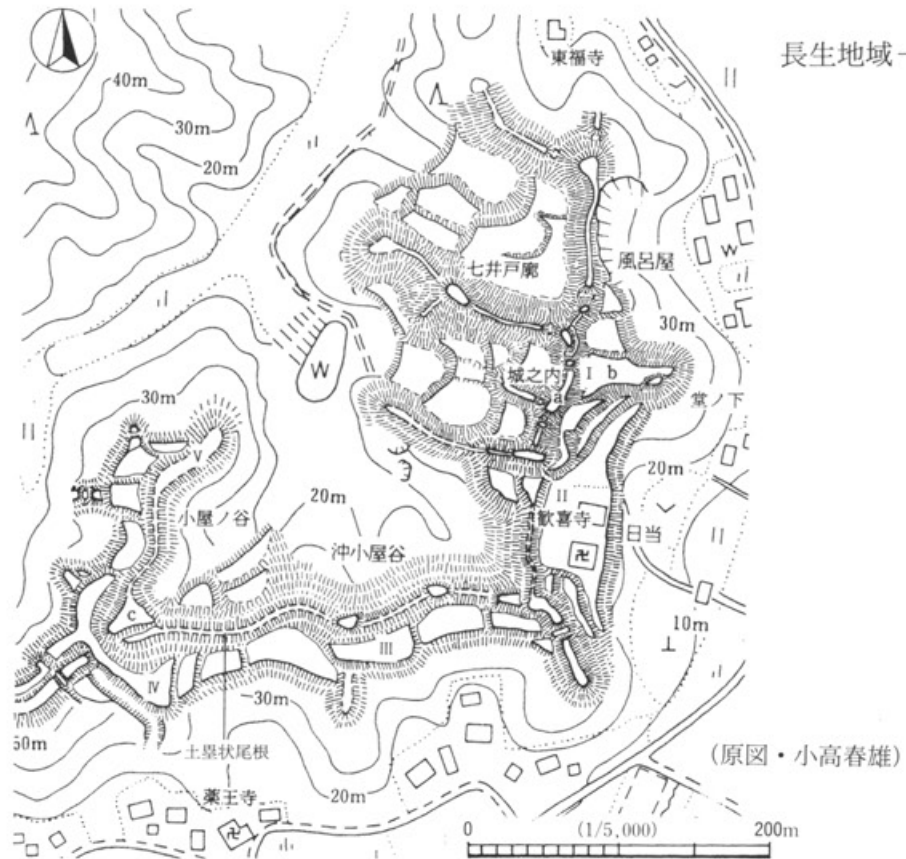 長生地域-
東福寺
40m
30m
20m
風呂屋
七井戸廓
W
30m
W
城之内
I b
a
堂ノ下
30m
20m
V
II
小屋ノ谷
20m
歓喜寺
日当
沖小屋谷
卍
c
10m
III
IV
30m
50m
土塁状尾根
(原図・小高春雄)
薬王寺
20m
卍
0 (1/5,000) 200m